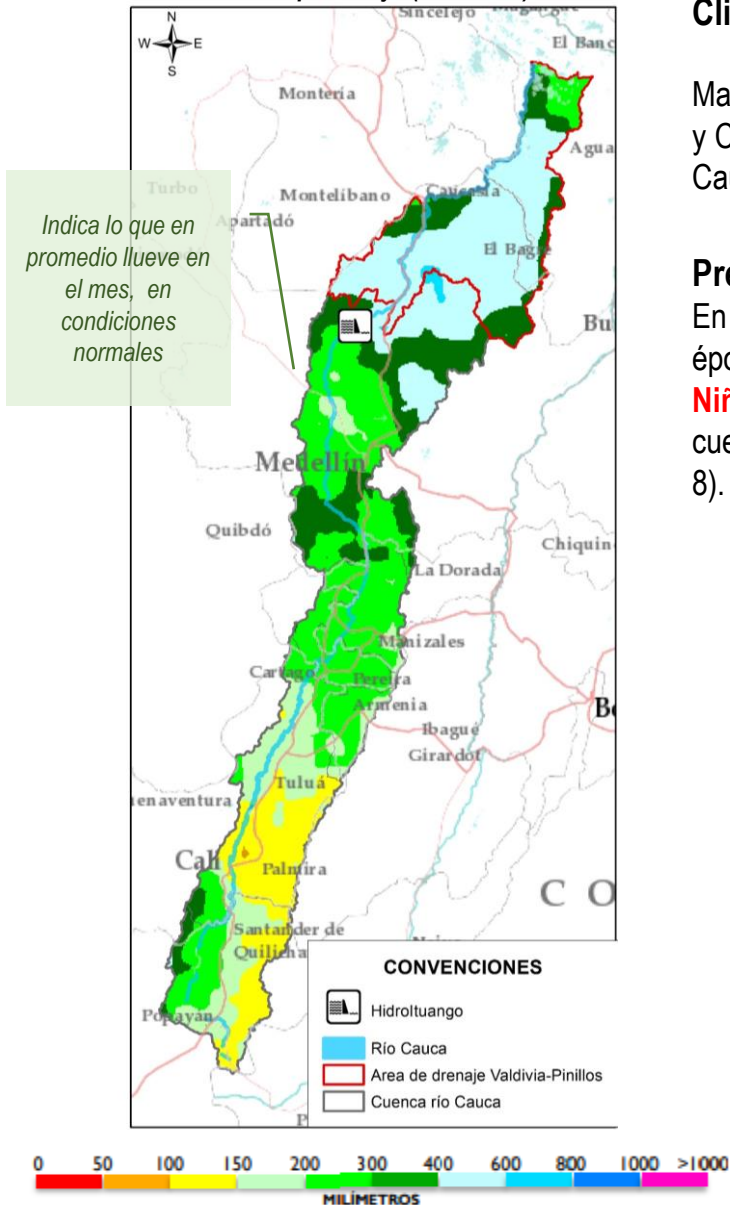 Sincelejo
N
W E
S
El Banc
Montería
Agua
Turbo
Montelíbano
Caucasia
Apartadó
Indica lo que en
promedio llueve en
el mes, en
condiciones
normales
El Bagre
Bu
Medellín
Quibdó
Chiquin
La Dorada
Manizales
Cartago
Pereira
Armenia
Ibagué
Girardot
Tuluá
uenaventura
Cali
Palmira
C O
Santander de
Quilicha
Popayán
P
CONVENCIONES
HidroItuango
Río Cauca
Area de drenaje Valdivia-Pinillos
Cuenca río Cauca
0 50 100 150 200 300 400 600 800 1000 >1000
MILÍMETROS
Cli
Ma
y C
Cau
Pre
En
épo
Niñ
cue
8).